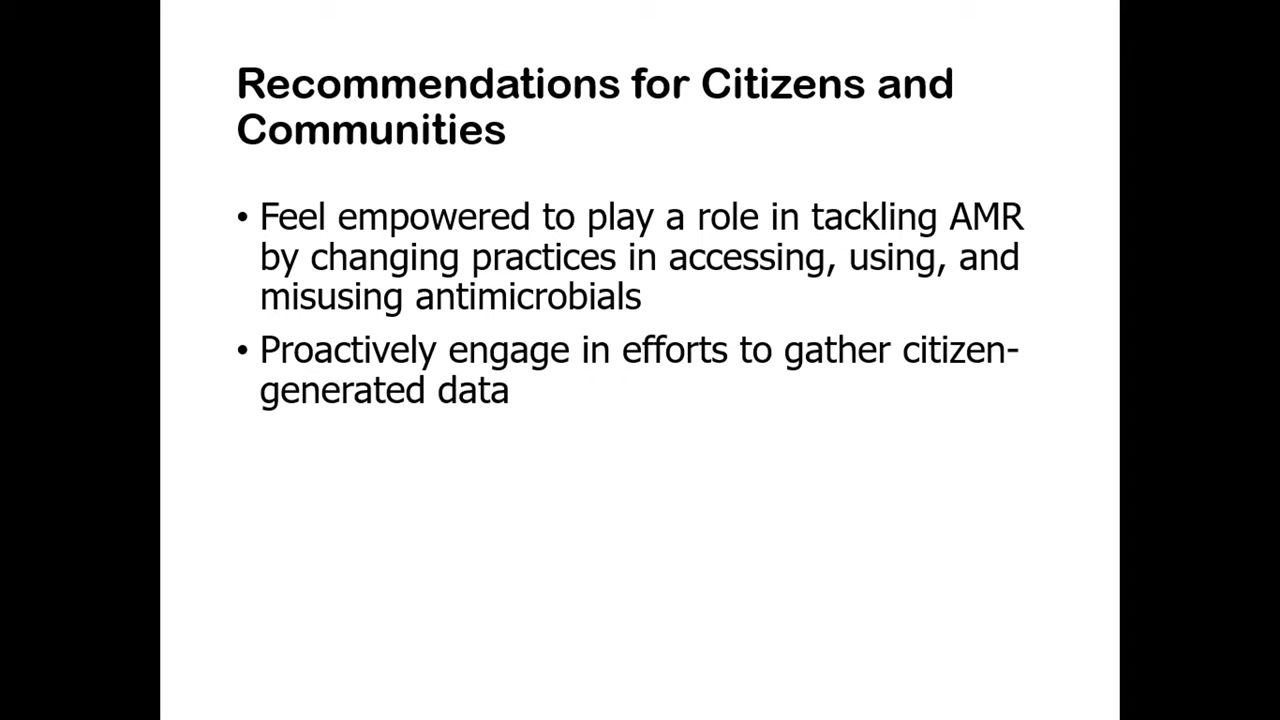 Recommendations for Citizens and
Communities
• Feel empowered to play a role in tackling AMR
by changing practices in accessing, using, and
misusing antimicrobials
• Proactively engage in efforts to gather citizen-
generated data